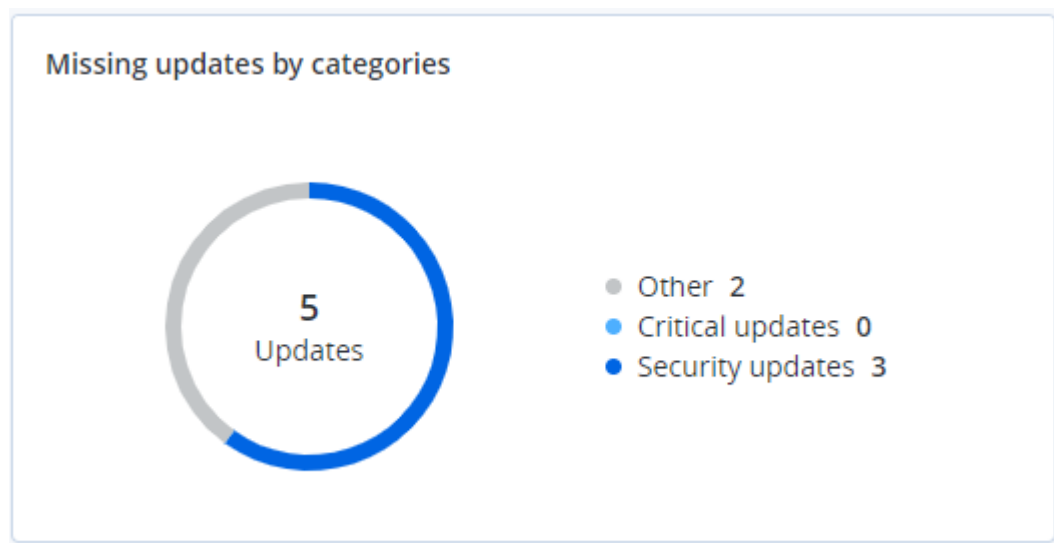 Missing updates by categories
5
Updates
Other 2
Critical updates 0
Security updates 3